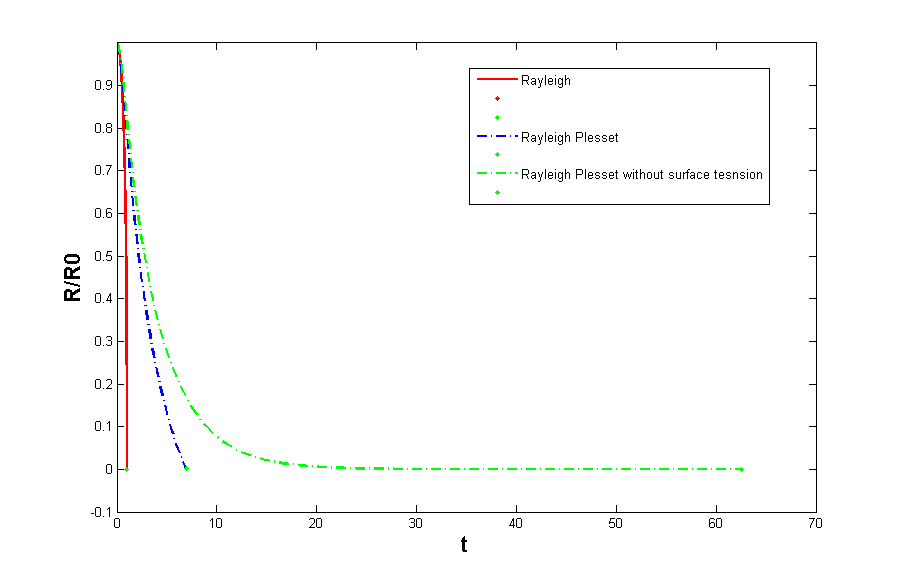 0.9
0.8
0.7
0.6
0.5
0.4
0.3
0.2
0.1
0
-0.1
R/R0
Rayleigh
Rayleigh Plesset
Rayleigh Plesset without surface tesnsion
0 10 20 30 40 50 60 70
t